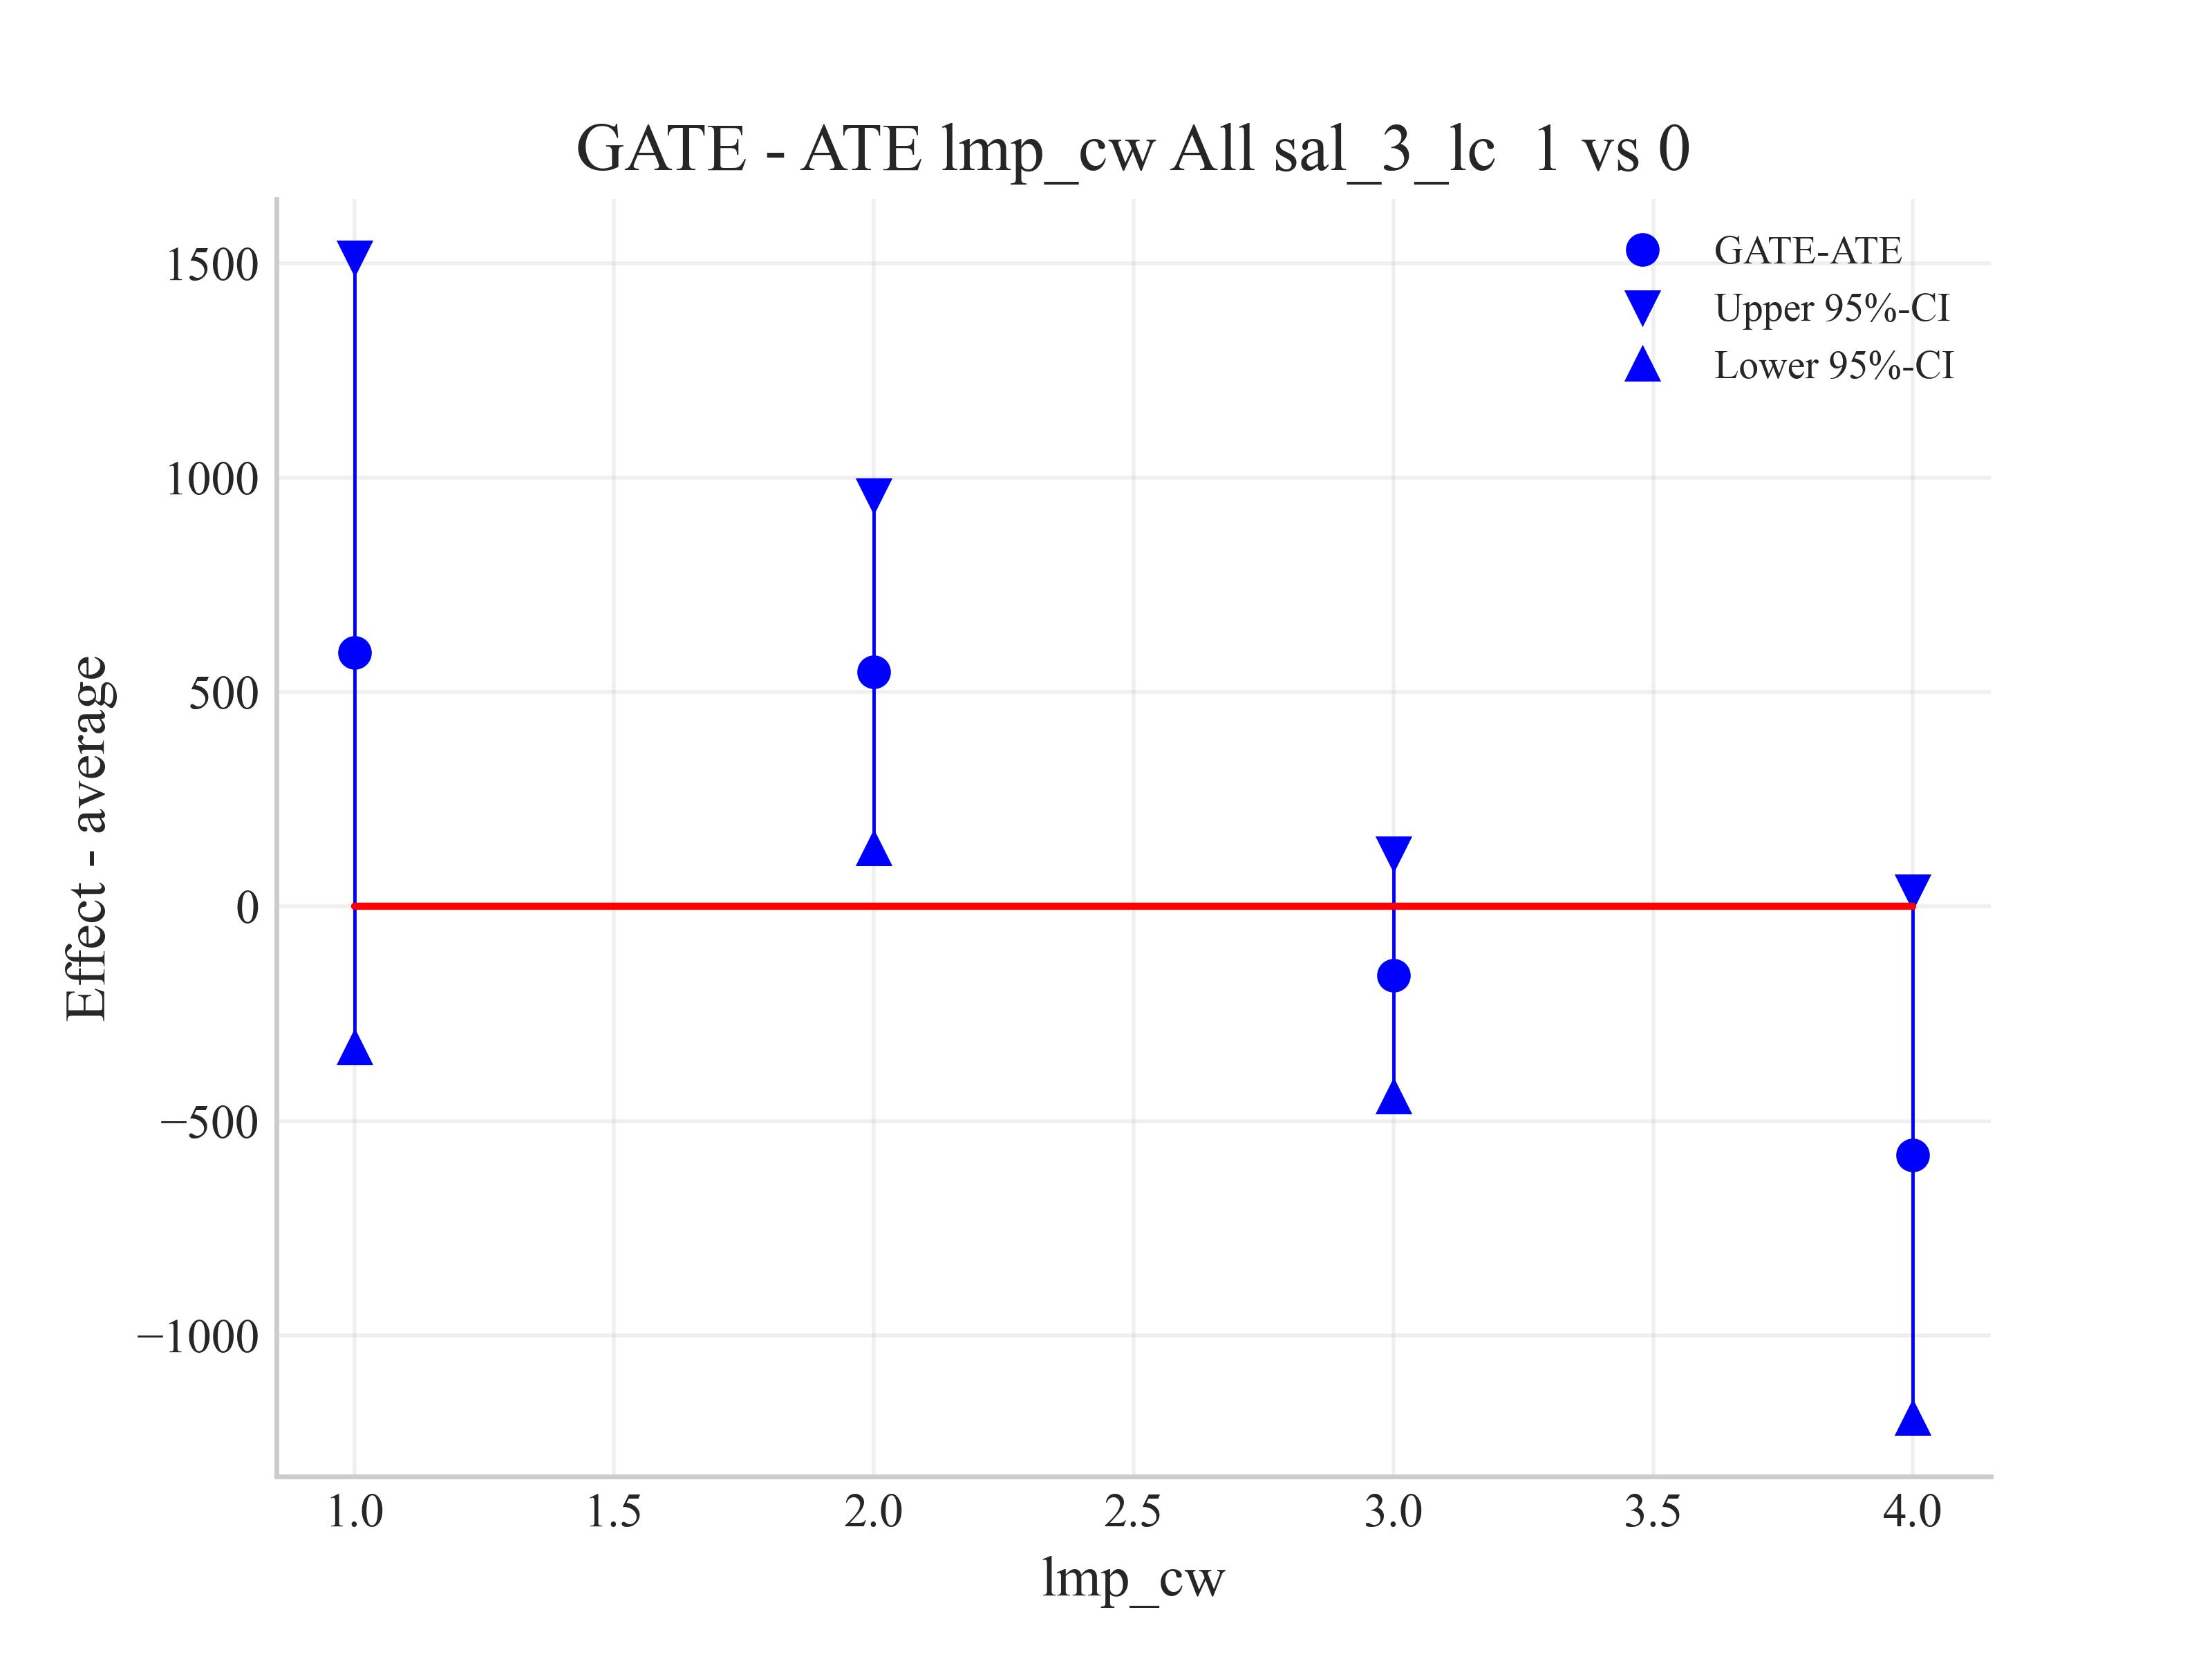 GATE - ATE lmp_cw All sal_3_lc  1 vs 0
GATE-ATE
Upper 95%-CI
Lower 95%-CI
Effect - average
1500
1000
500
0
−500
−1000
1.0 1.5 2.0 2.5 3.0 3.5 4.0
lmp_cw